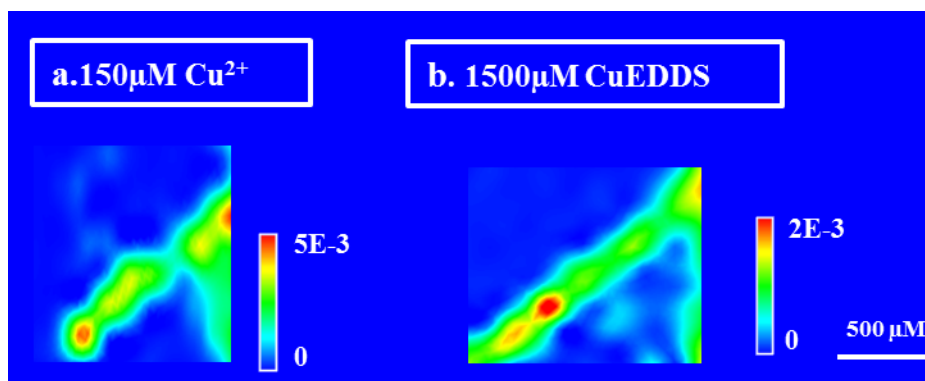 a.150μM Cu²⁺
b. 1500μM CuEDDS
5E-3
0
2E-3
0
500 μM